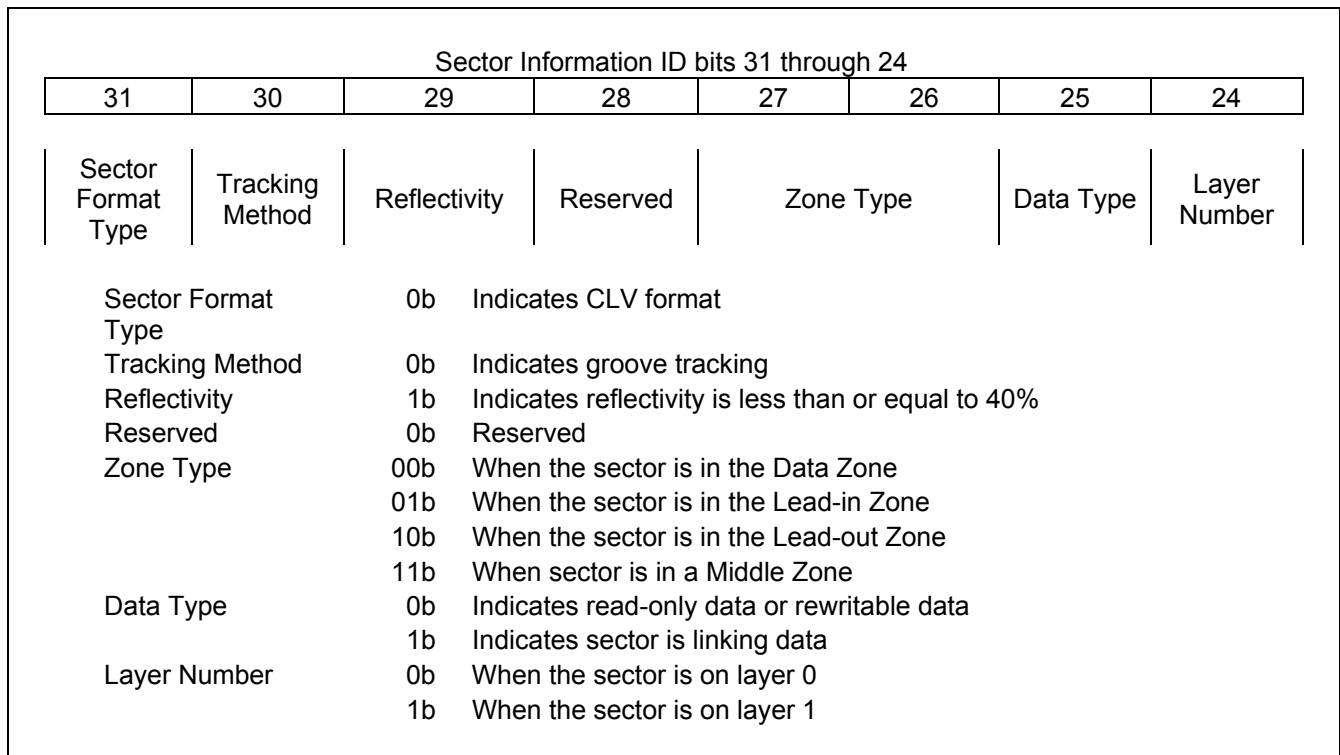 Sector Information ID bits 31 through 24
31 30 29 28 27 26 25 24
Sector Format Type Tracking Method Reflectivity Reserved Zone Type Data Type Layer Number
Sector Format Type 0b Indicates CLV format
Tracking Method 0b Indicates groove tracking
Reflectivity 1b Indicates reflectivity is less than or equal to 40%
Reserved 0b Reserved
Zone Type 00b When the sector is in the Data Zone
01b When the sector is in the Lead-in Zone
10b When the sector is in the Lead-out Zone
11b When sector is in a Middle Zone
Data Type 0b Indicates read-only data or rewritable data
1b Indicates sector is linking data
Layer Number 0b When the sector is on layer 0
1b When the sector is on layer 1